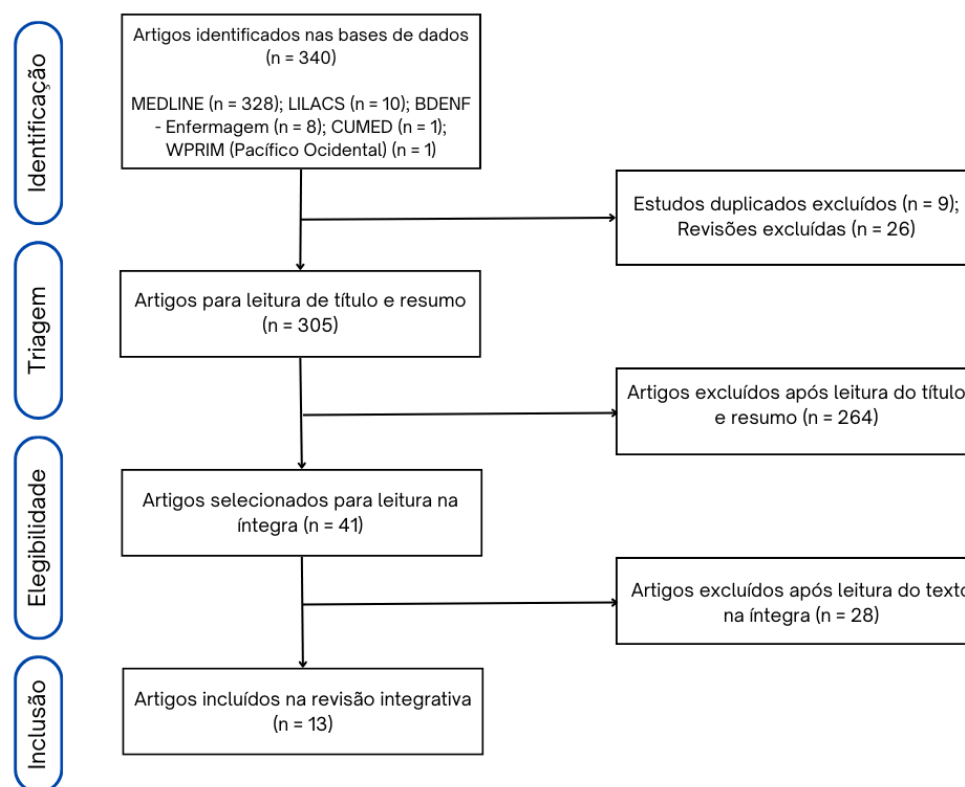 Identificação
Artigos identificados nas bases de dados
(n = 340)
MEDLINE (n = 328); LILACS (n = 10); BDENF
- Enfermagem (n = 8); CUMED (n = 1);
WPRIM (Pacífico Ocidental) (n = 1)
Estudos duplicados excluídos (n = 9);
Revisões excluídas (n = 26)
Triagem
Artigos para leitura de título e resumo
(n = 305)
Artigos excluídos após leitura do título
e resumo (n = 264)
Elegibilidade
Artigos selecionados para leitura na
íntegra (n = 41)
Artigos excluídos após leitura do texto
na íntegra (n = 28)
Inclusão
Artigos incluídos na revisão integrativa
(n = 13)